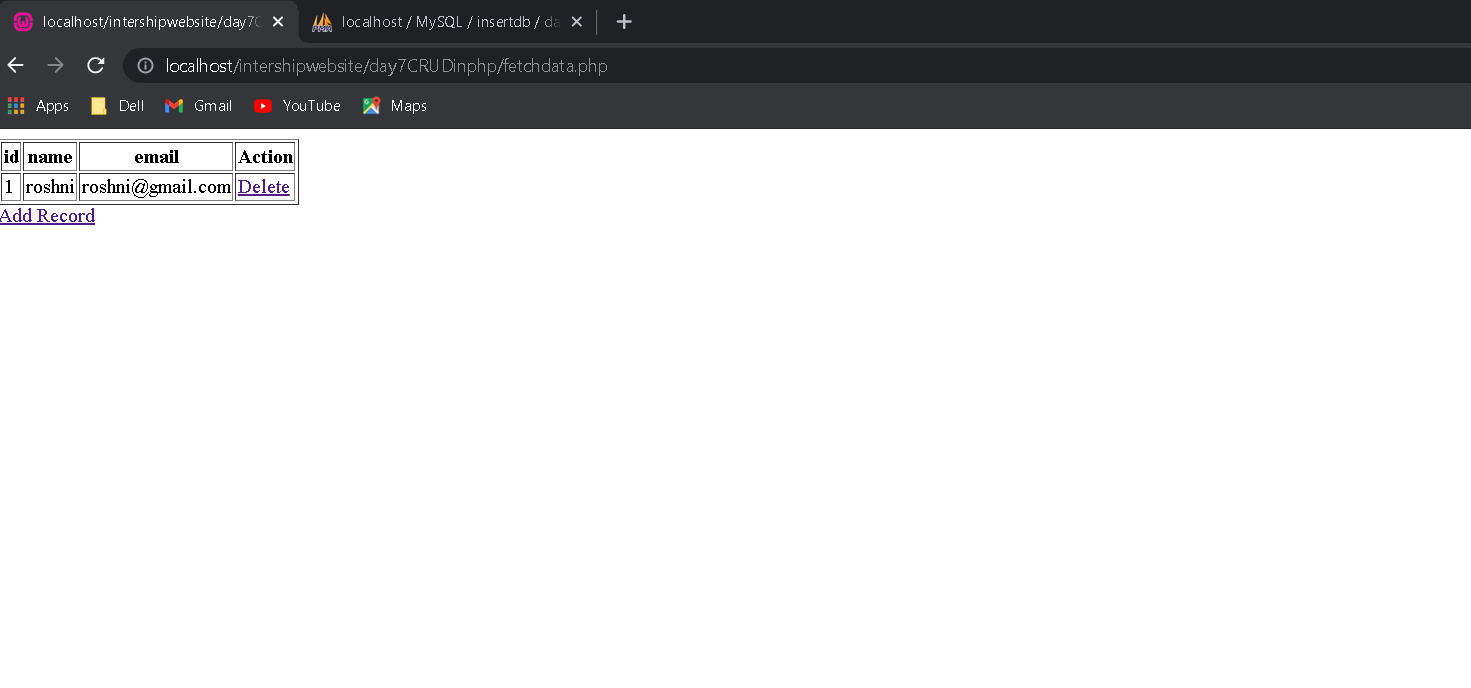 localhost/intershipwebsite/day7C
localhost / MySQL / insertdb / da
localhost/intershipwebsite/day7CRUDinphp/fetchdata.php
Apps Dell Gmail YouTube Maps
id name email Action
1 roshni roshni@gmail.com Delete
Add Record